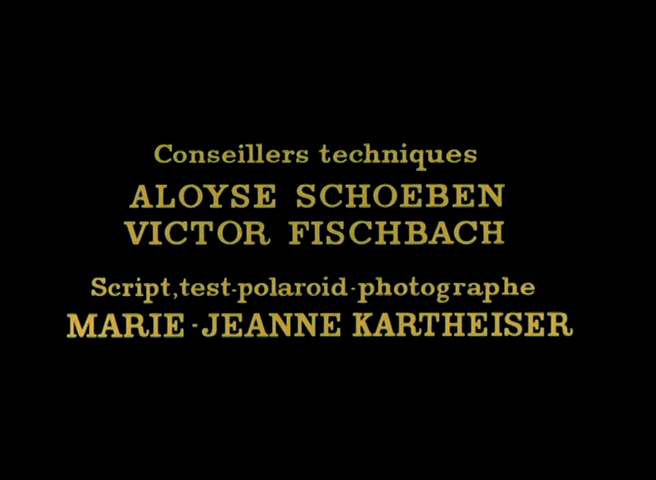 Conseillers techniques
ALOYSE SCHOEBEN
VICTOR FISCHBACH
Script,test-polaroid-photographe
MARIE-JEANNE KARTHEISER